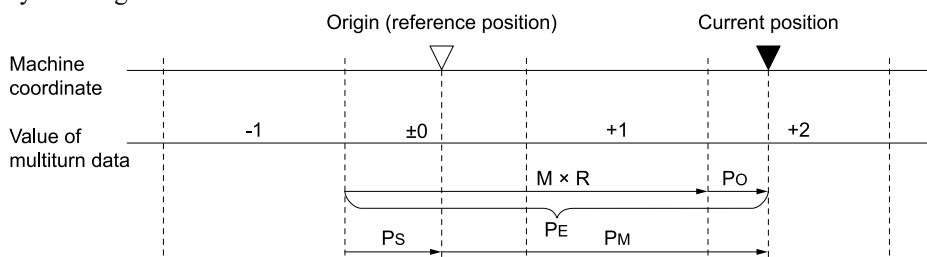 Origin (reference position)
Current position
Machine
coordinate
Value of
multiturn data
-1
±0
+1
+2
M × R
PO
PE
PS
PM